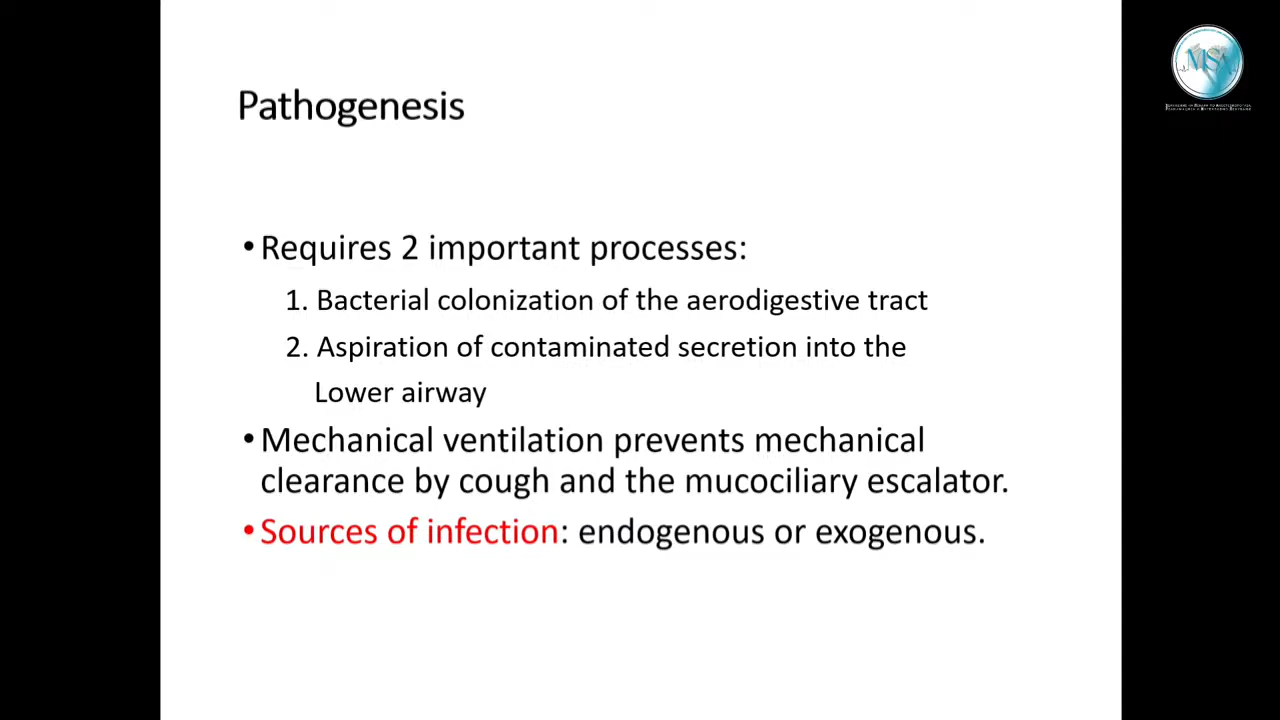 Pathogenesis
• Requires 2 important processes:
1. Bacterial colonization of the aerodigestive tract
2. Aspiration of contaminated secretion into the
Lower airway
• Mechanical ventilation prevents mechanical
clearance by cough and the mucociliary escalator.
• Sources of infection: endogenous or exogenous.
MS